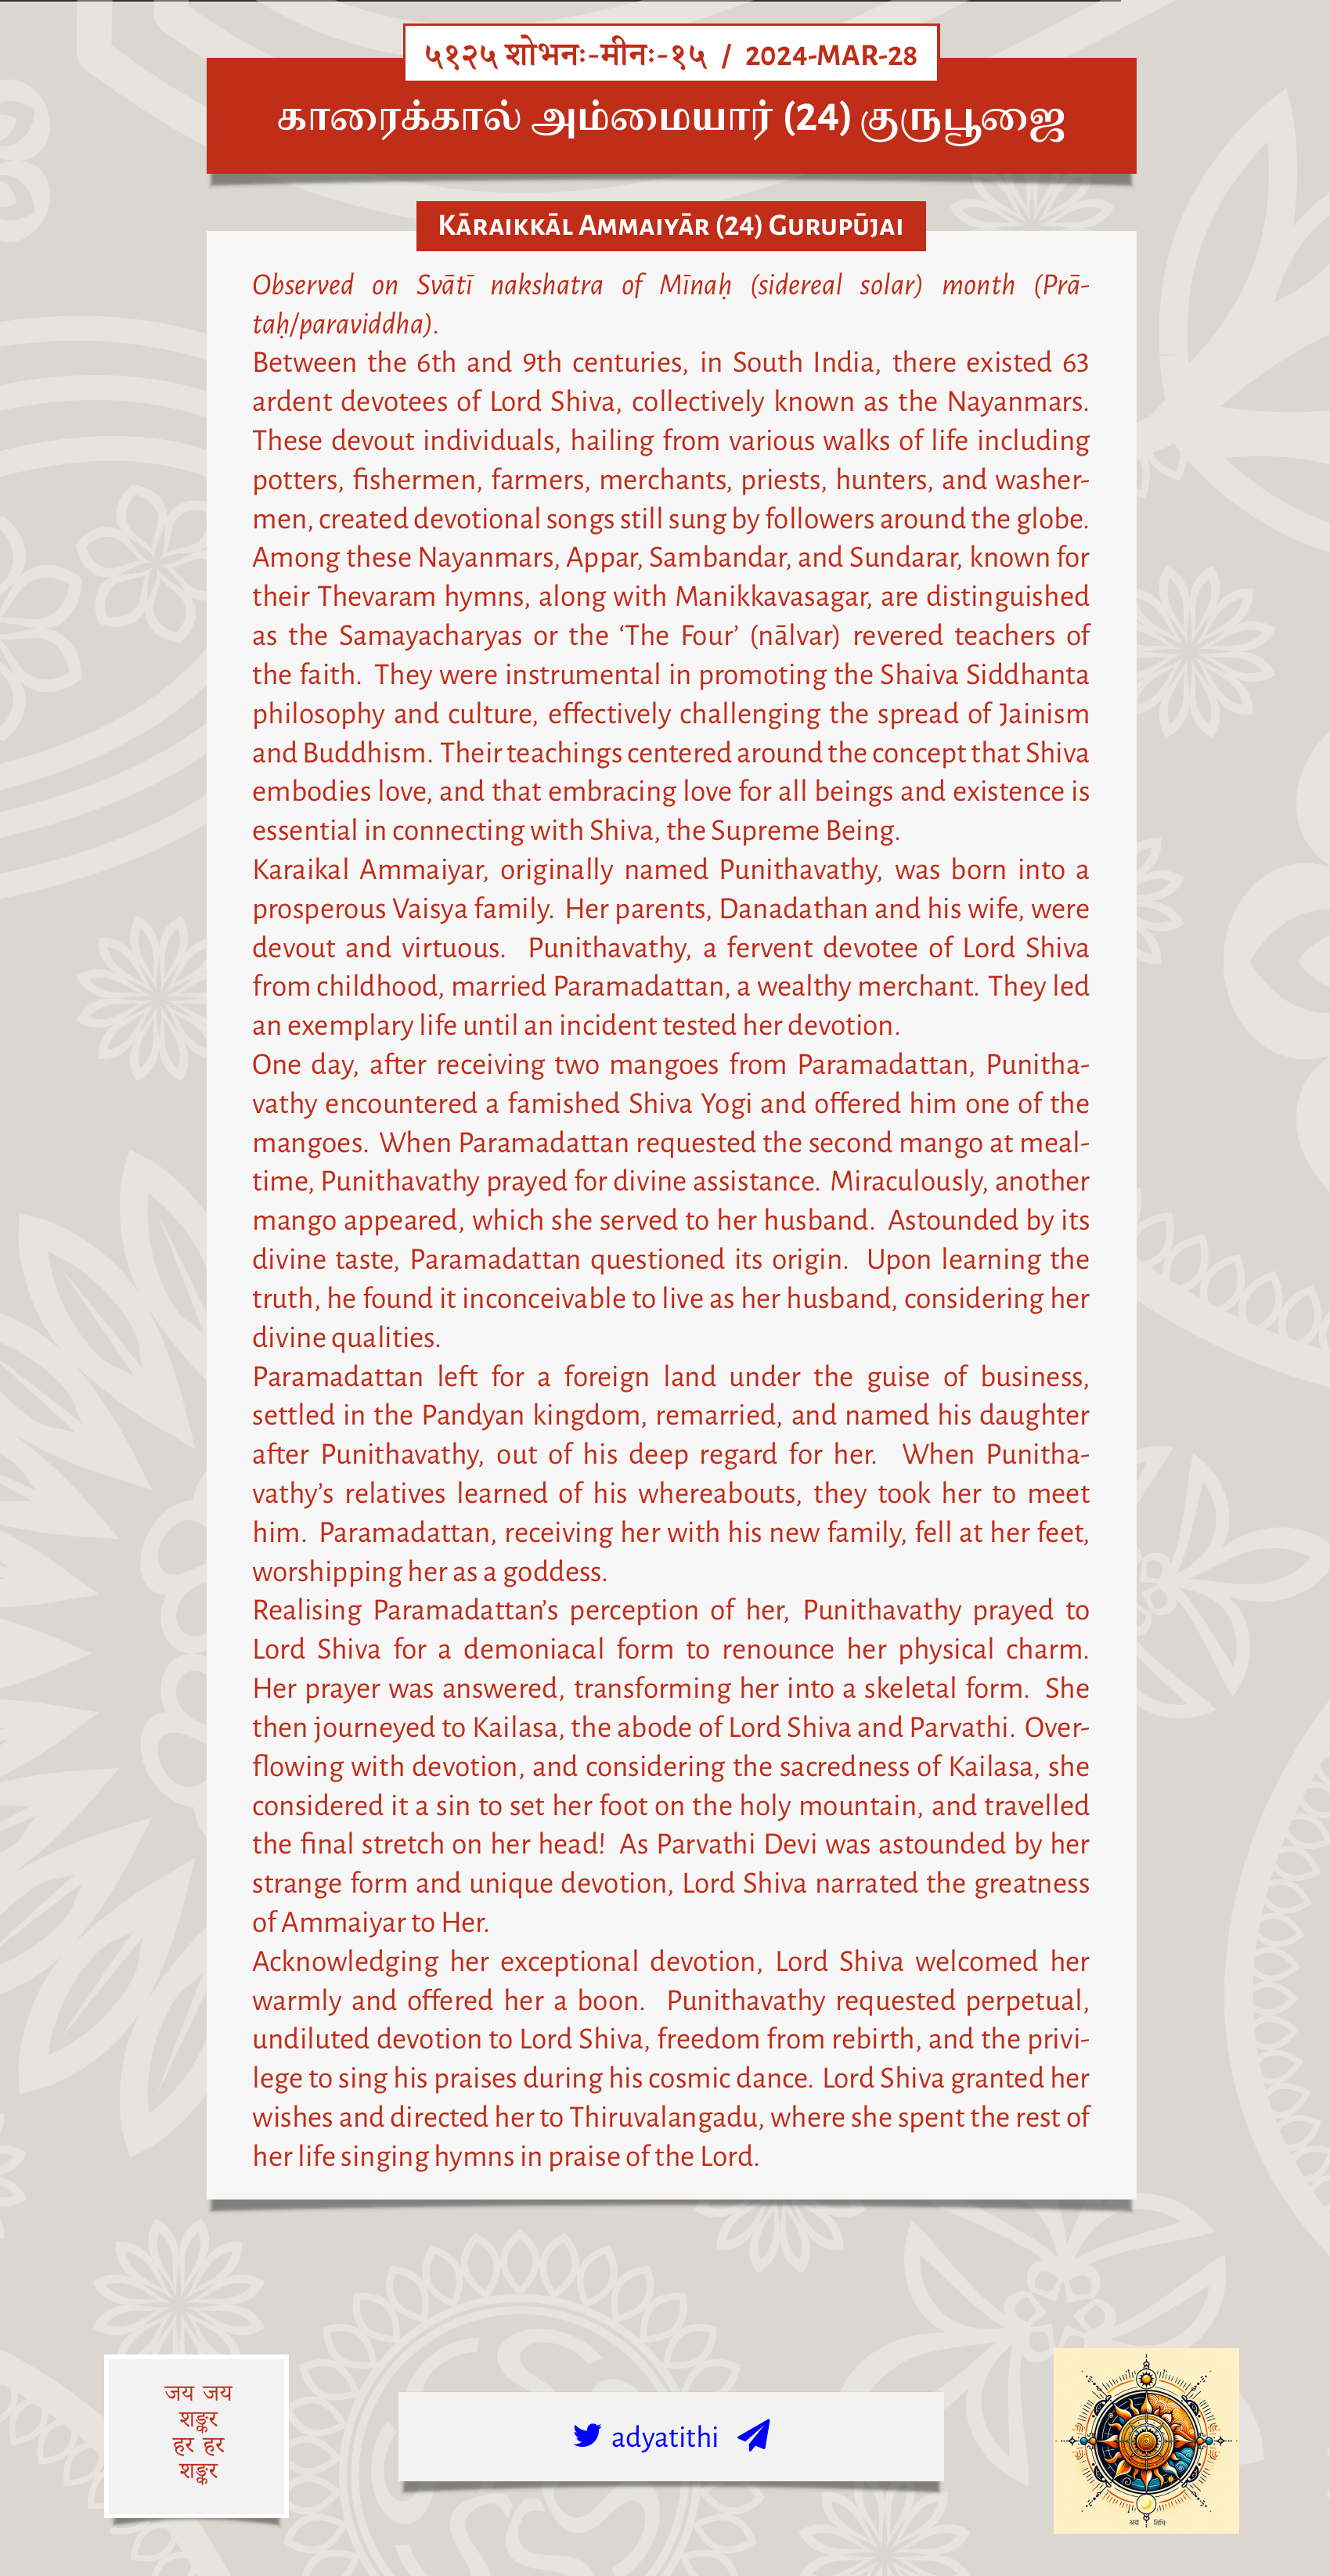 ५१२५ शोभनः-मीनः-१५ / 2024-MAR-28
காரைக்கால் அம்மையார் (24) குருபூஜை
Kāraikkāl Ammaiyār (24) Gurupūjai
Observed on Svātī nakshatra of Mīnaḥ (sidereal solar) month (Prā-
taḥ/paraviddha).
Between the 6th and 9th centuries, in South India, there existed 63
ardent devotees of Lord Shiva, collectively known as the Nayanmars.
These devout individuals, hailing from various walks of life including
potters, fishermen, farmers, merchants, priests, hunters, and washer-
men, created devotional songs still sung by followers around the globe.
Among these Nayanmars, Appar, Sambandar, and Sundarar, known for
their Thevaram hymns, along with Manikkavasagar, are distinguished
as the Samayacharyas or the ‘The Four’ (nālvar) revered teachers of
the faith. They were instrumental in promoting the Shaiva Siddhanta
philosophy and culture, effectively challenging the spread of Jainism
and Buddhism. Their teachings centered around the concept that Shiva
embodies love, and that embracing love for all beings and existence is
essential in connecting with Shiva, the Supreme Being.
Karaikal Ammaiyar, originally named Punithavathy, was born into a
prosperous Vaisya family. Her parents, Danadathan and his wife, were
devout and virtuous. Punithavathy, a fervent devotee of Lord Shiva
from childhood, married Paramadattan, a wealthy merchant. They led
an exemplary life until an incident tested her devotion.
One day, after receiving two mangoes from Paramadattan, Punitha-
vathy encountered a famished Shiva Yogi and offered him one of the
mangoes. When Paramadattan requested the second mango at meal-
time, Punithavathy prayed for divine assistance. Miraculously, another
mango appeared, which she served to her husband. Astounded by its
divine taste, Paramadattan questioned its origin. Upon learning the
truth, he found it inconceivable to live as her husband, considering her
divine qualities.
Paramadattan left for a foreign land under the guise of business,
settled in the Pandyan kingdom, remarried, and named his daughter
after Punithavathy, out of his deep regard for her. When Punitha-
vathy’s relatives learned of his whereabouts, they took her to meet
him. Paramadattan, receiving her with his new family, fell at her feet,
worshipping her as a goddess.
Realising Paramadattan’s perception of her, Punithavathy prayed to
Lord Shiva for a demoniacal form to renounce her physical charm.
Her prayer was answered, transforming her into a skeletal form. She
then journeyed to Kailasa, the abode of Lord Shiva and Parvathi. Over-
flowing with devotion, and considering the sacredness of Kailasa, she
considered it a sin to set her foot on the holy mountain, and travelled
the final stretch on her head! As Parvathi Devi was astounded by her
strange form and unique devotion, Lord Shiva narrated the greatness
of Ammaiyar to Her.
Acknowledging her exceptional devotion, Lord Shiva welcomed her
warmly and offered her a boon. Punithavathy requested perpetual,
undiluted devotion to Lord Shiva, freedom from rebirth, and the privi-
lege to sing his praises during his cosmic dance. Lord Shiva granted her
wishes and directed her to Thiruvalangadu, where she spent the rest of
her life singing hymns in praise of the Lord.
जय जय
शङ्कर
हर हर
शङ्कर
adyatithi
अद्य तिथिः